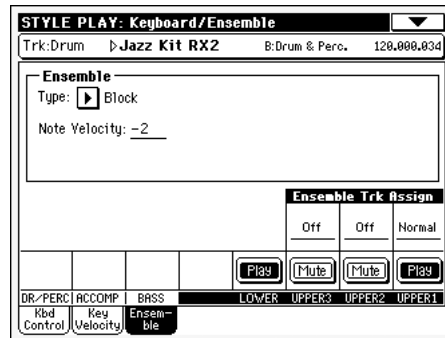 STYLE PLAY: Keyboard/Ensemble
Trk:Drum ▷Jazz Kit RX2 B:Drum & Perc. 120.000.034
Ensemble
Type: Block
Note Velocity: -2
Ensemble Trk Assign
Off Off Normal
Play Mute Mute Play
DR/PERC ACCOMP BASS LOWER UPPER3 UPPER2 UPPER1
Kbd Control Key Velocity Ensem-ble